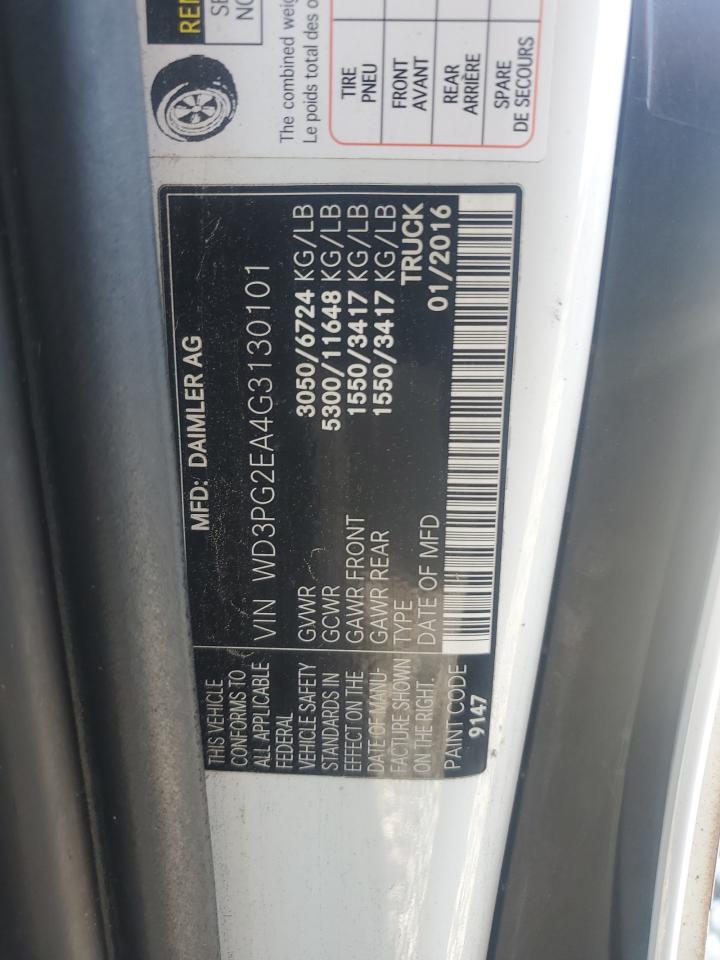 REN
SE
NO
The combined weig
Le poids total des o
TIRE
PNEU
FRONT
AVANT
REAR
ARRIÈRE
SPARE
DE SECOURS
MFD: DAIMLER AG
VIN WD3PG2EA4G3130101
GVWR 3050/6724 KG/LB
GCWR 5300/11648 KG/LB
GAWR FRONT 1550/3417 KG/LB
GAWR REAR 1550/3417 KG/LB
TYPE TRUCK
DATE OF MFD 01/2016
THIS VEHICLE
CONFORMS TO
ALL APPLICABLE
FEDERAL
VEHICLE SAFETY
STANDARDS IN
EFFECT ON THE
DATE OF MANU-
FACTURE SHOWN
ON THE RIGHT.
PAINT CODE
9147